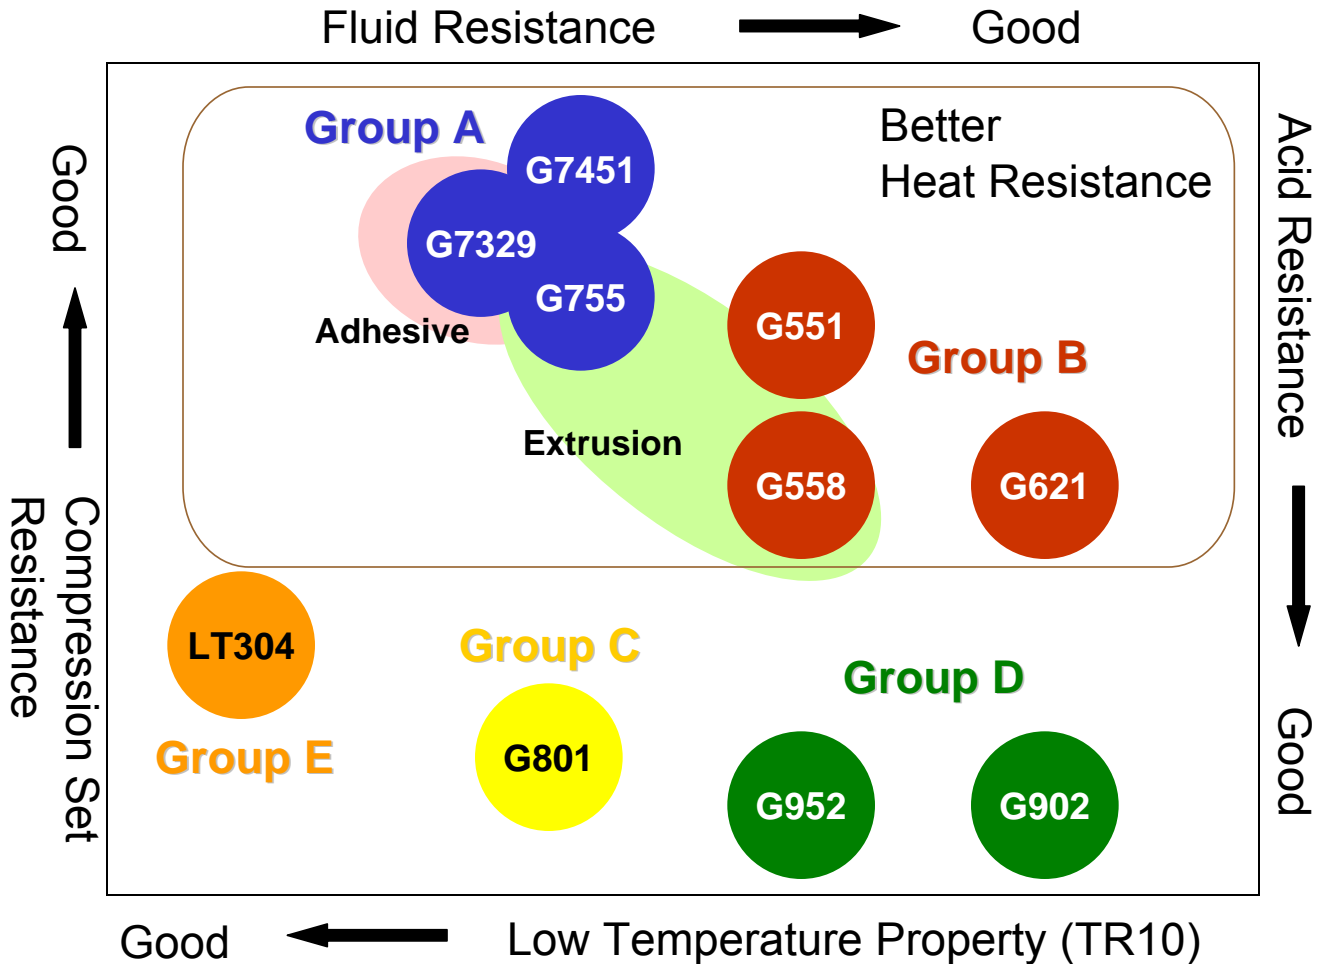 Fluid Resistance
Good
Group A
G7451
Better
Heat Resistance
Good
Acid Resistance
G7329
G755
Adhesive
G551
Group B
Extrusion
G558
G621
Compression Set
Resistance
LT304
Group C
Group D
Good
Group E
G801
G952
G902
Good
Low Temperature Property (TR10)